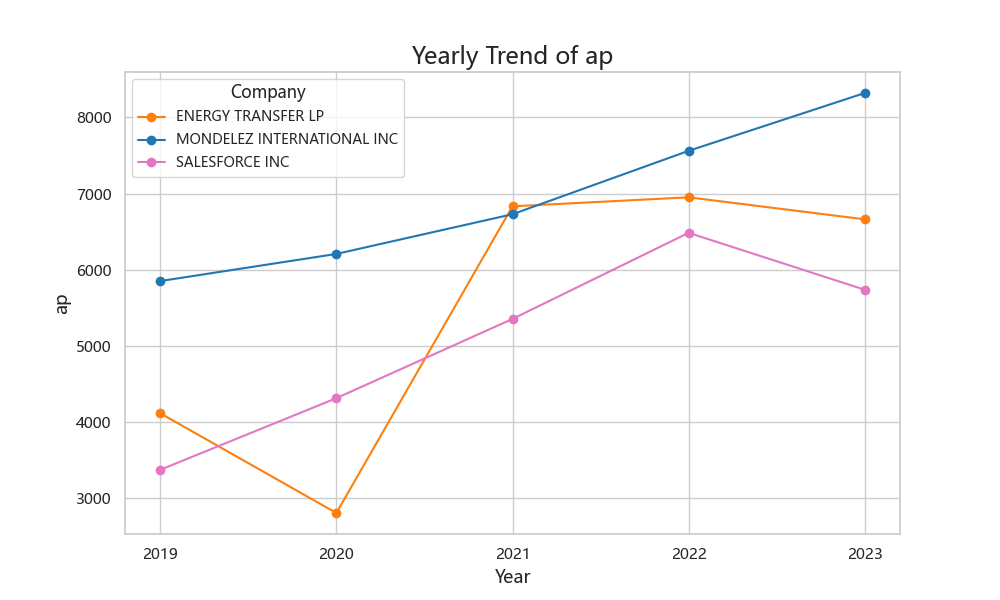 Yearly Trend of ap
Company
ENERGY TRANSFER LP
MONDELEZ INTERNATIONAL INC
SALESFORCE INC
8000
7000
6000
5000
4000
3000
ap
2019 2020 2021 2022 2023
Year